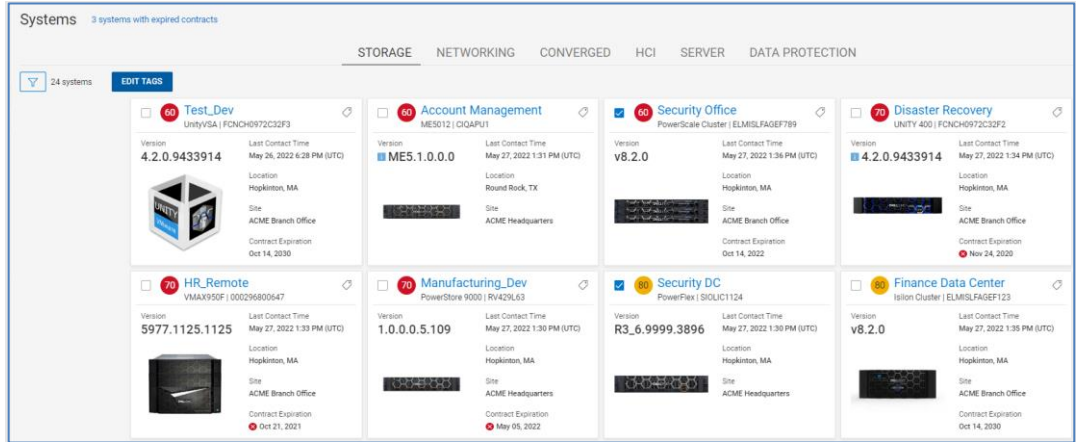 Systems 3 systems with expired contracts
STORAGE NETWORKING CONVERGED HCI SERVER DATA PROTECTION
24 systems EDIT TAGS
60 Test_Dev
UnityVSA | FCNCH0972C32F3
Version
4.2.0.9433914
Last Contact Time
May 26, 2022 6:28 PM (UTC)
Location
Hopkinton, MA
Site
ACME Branch Office
Contract Expiration
Oct 14, 2030
UNITY
60 Account Management
ME5012 | CIQAPU1
Version
ME5.1.0.0.0
Last Contact Time
May 27, 2022 1:31 PM (UTC)
Location
Round Rock, TX
Site
ACME Headquarters
60 Security Office
PowerScale Cluster | ELMISLFAGEF789
Version
v8.2.0
Last Contact Time
May 27, 2022 1:36 PM (UTC)
Location
Hopkinton, MA
Site
ACME Branch Office
Contract Expiration
Oct 14, 2022
70 Disaster Recovery
UNITY 400 | FCNCH0972C32F2
Version
4.2.0.9433914
Last Contact Time
May 27, 2022 1:34 PM (UTC)
Location
Hopkinton, MA
Site
ACME Branch Office
Contract Expiration
Nov 24, 2020
70 HR_Remote
VMAX950F | 000296800647
Version
5977.1125.1125
Last Contact Time
May 27, 2022 1:33 PM (UTC)
Location
Hopkinton, MA
Site
ACME Branch Office
Contract Expiration
Oct 21, 2021
70 Manufacturing_Dev
PowerStore 9000 | RV429L63
Version
1.0.0.0.5.109
Last Contact Time
May 27, 2022 1:30 PM (UTC)
Location
Hopkinton, MA
Site
ACME Headquarters
Contract Expiration
May 05, 2022
80 Security DC
PowerFlex | SIOLIC1124
Version
R3_6.9999.3896
Last Contact Time
May 27, 2022 1:30 PM (UTC)
Location
Hopkinton, MA
Site
ACME Headquarters
80 Finance Data Center
Isilon Cluster | ELMISLFAGEF123
Version
v8.2.0
Last Contact Time
May 27, 2022 1:35 PM (UTC)
Location
Hopkinton, MA
Site
ACME Branch Office
Contract Expiration
Oct 14, 2030